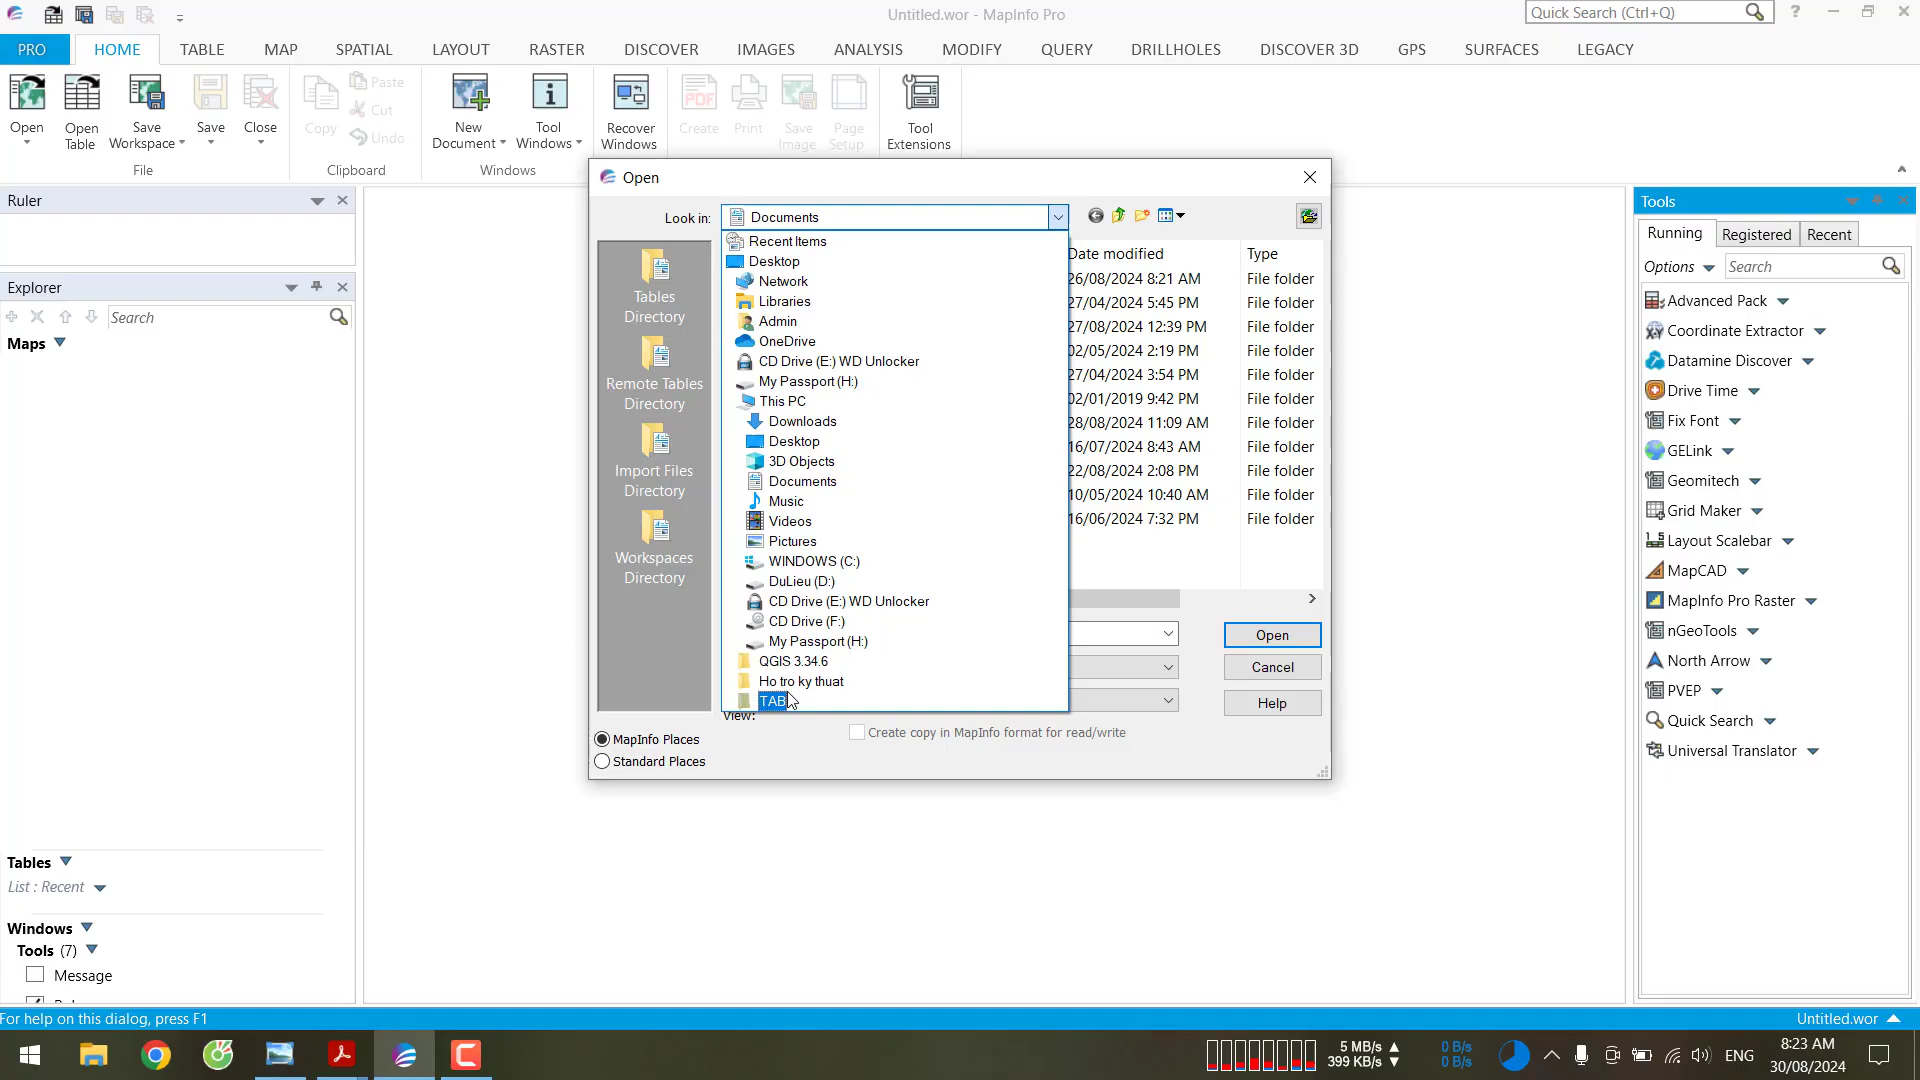 Untitled.wor - MapInfo Pro
Quick Search (Ctrl+Q)
PRO HOME TABLE MAP SPATIAL LAYOUT RASTER DISCOVER IMAGES ANALYSIS MODIFY QUERY DRILLHOLES DISCOVER 3D GPS SURFACES LEGACY
Open
Open Table
Save Workspace
Save
Close
File
Copy
Paste
Cut
Undo
Clipboard
New Document
Tool Windows
Windows
Recover Windows
Create
PDF
Print
Save Image
Page Setup
Tool Extensions
Ruler
Explorer
Search
Maps
Tables
List : Recent
Windows
Tools (7)
Message
Open
Look in:
Documents
Tables Directory
Remote Tables Directory
Import Files Directory
Workspaces Directory
Recent Items
Desktop
Network
Libraries
Admin
OneDrive
CD Drive (E:) WD Unlocker
My Passport (H:)
This PC
Downloads
Desktop
3D Objects
Documents
Music
Videos
Pictures
WINDOWS (C:)
DuLieu (D:)
CD Drive (E:) WD Unlocker
CD Drive (F:)
My Passport (H:)
QGIS 3.34.6
Ho tro ky thuat
TAB
Date modified Type
26/08/2024 8:21 AM File folder
27/04/2024 5:45 PM File folder
27/08/2024 12:39 PM File folder
02/05/2024 2:19 PM File folder
27/04/2024 3:54 PM File folder
02/01/2019 9:42 PM File folder
28/08/2024 11:09 AM File folder
16/07/2024 8:43 AM File folder
22/08/2024 2:08 PM File folder
10/05/2024 10:40 AM File folder
16/06/2024 7:32 PM File folder
Open
Cancel
Help
View:
Create copy in MapInfo format for read/write
MapInfo Places
Standard Places
Tools
Running Registered Recent
Options
Search
Advanced Pack
Coordinate Extractor
Datamine Discover
Drive Time
Fix Font
GELink
Geomitech
Grid Maker
Layout Scalebar
MapCAD
MapInfo Pro Raster
nGeoTools
North Arrow
PVEP
Quick Search
Universal Translator
For help on this dialog, press F1
Untitled.wor
5 MB/s
399 KB/s
0 B/s
0 B/s
ENG
8:23 AM
30/08/2024